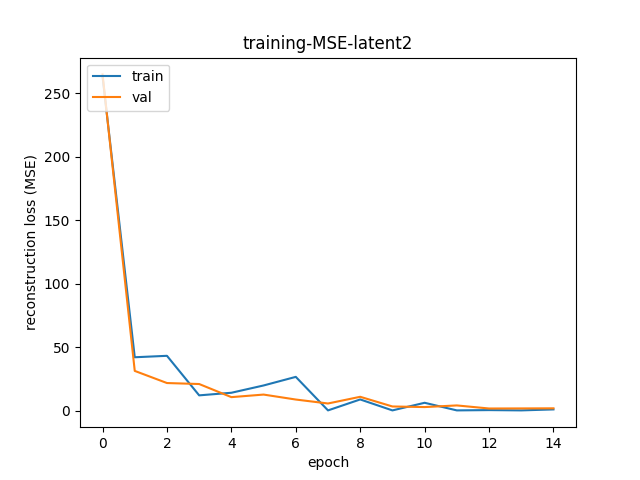 training-MSE-latent2
train
val
reconstruction loss (MSE)
250
200
150
100
50
0
0 2 4 6 8 10 12 14
epoch